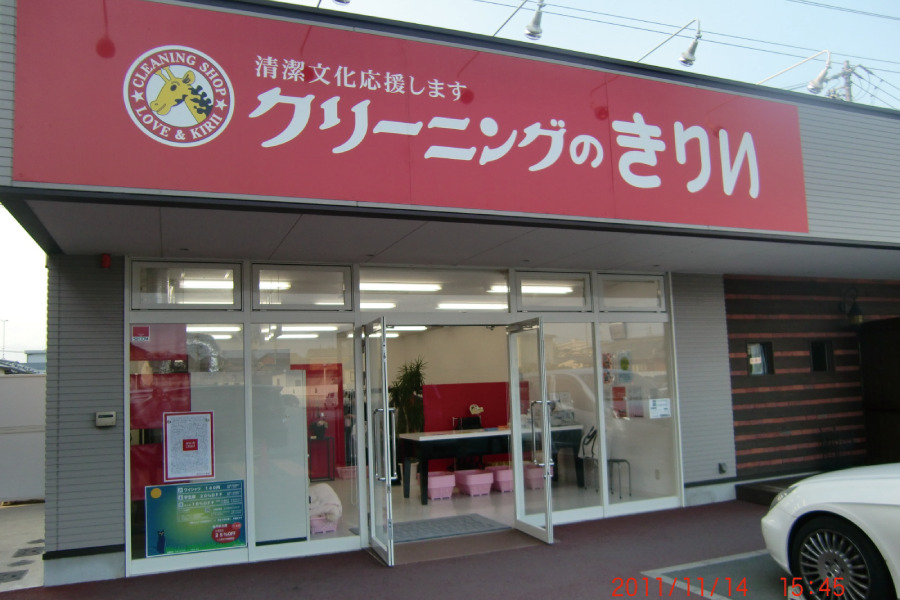 CLEANING SHOP
LOVE & KIRII
清潔文化応援します
クリーニングのきりい
2011/11/14 15:45